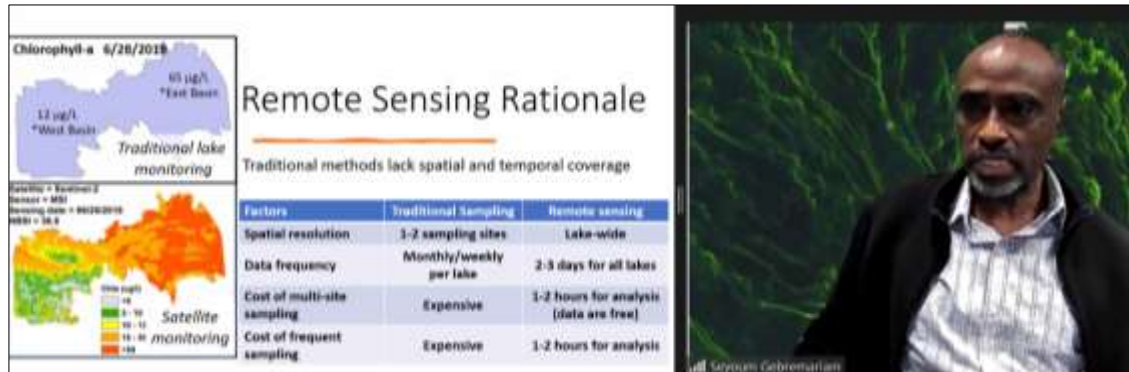 Chlorophyll-a 6/28/2019
65 µg/L
*East Basin
12 µg/L
*West Basin
Traditional lake
monitoring
Satellite = Sentinel-2
Sensor = MSI
Satellite
monitoring
Remote Sensing Rationale
Traditional methods lack spatial and temporal coverage
Factors Traditional Sampling Remote sensing
Spatial resolution 1-2 sampling sites Lake-wide
Data frequency Monthly/weekly
per lake 2-3 days for all lakes
Cost of multi-site
sampling Expensive 1-2 hours for analysis
(data are free)
Cost of frequent
sampling Expensive 1-2 hours for analysis
Seyoum Gebremariam